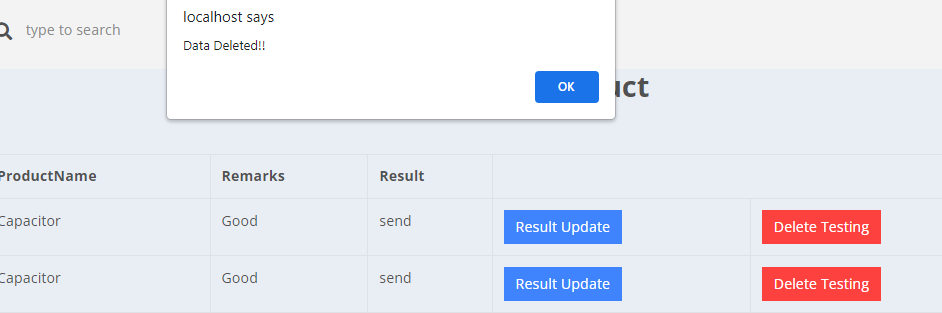 localhost says
type to search
Data Deleted!!
OK
ProductName Remarks Result
Capacitor Good send Result Update Delete Testing
Capacitor Good send Result Update Delete Testing